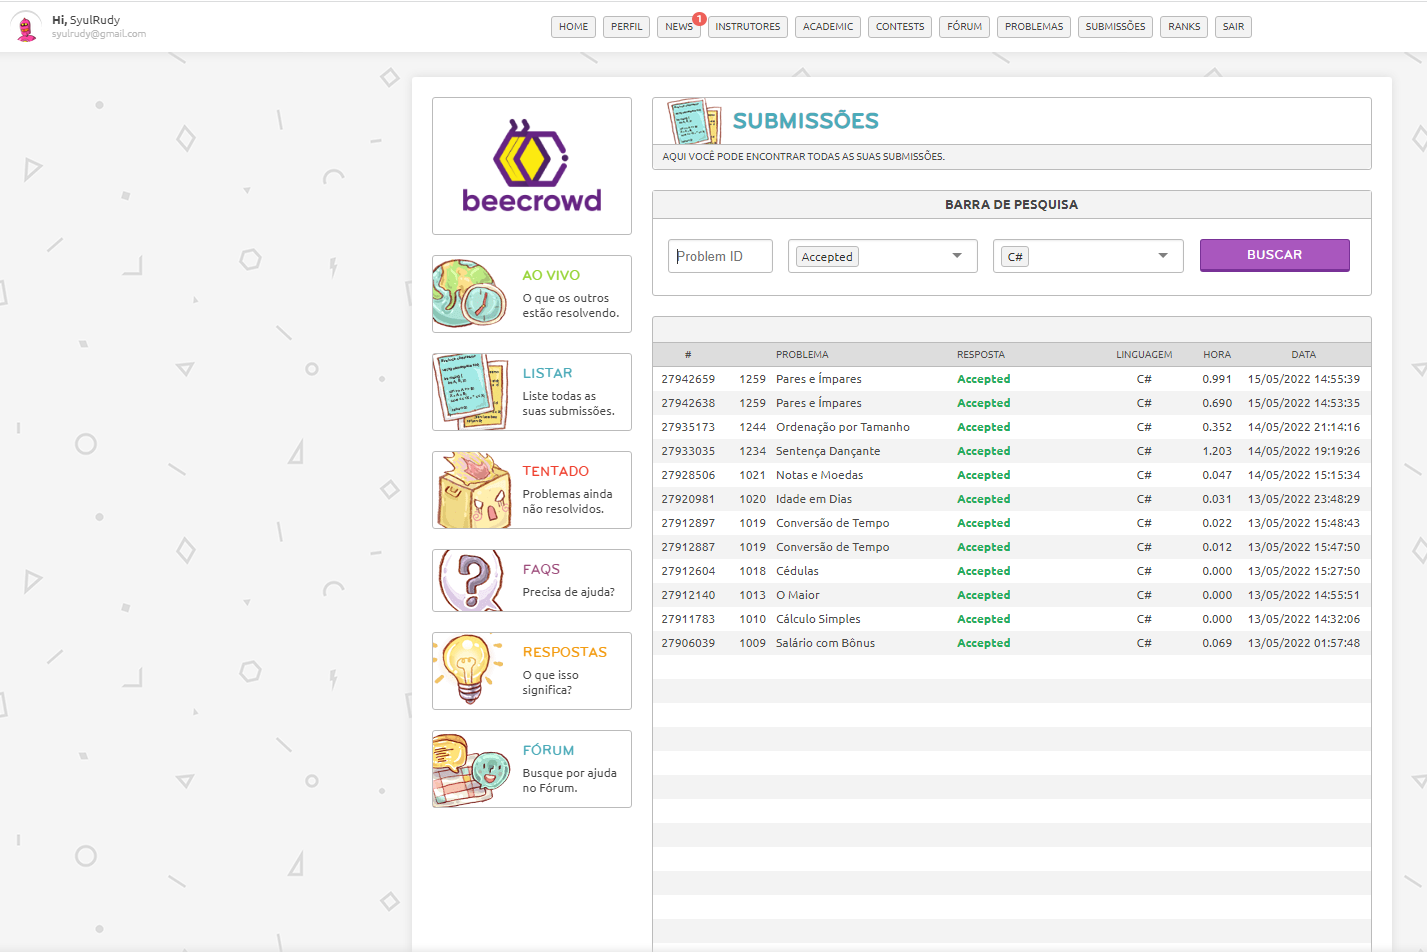 Hi, SyulRudy
syulrudy@gmail.com
HOME PERFIL NEWS 1 INSTRUTORES ACADEMIC CONTESTS FÓRUM PROBLEMAS SUBMISSÕES RANKS SAIR
beecrowd
AO VIVO
O que os outros
estão resolvendo.
LISTAR
Liste todas as
suas submissões.
TENTADO
Problemas ainda
não resolvidos.
FAQS
Precisa de ajuda?
RESPOSTAS
O que isso
significa?
FÓRUM
Busque por ajuda
no Fórum.
SUBMISSÕES
AQUI VOCÊ PODE ENCONTRAR TODAS AS SUAS SUBMISSÕES.
BARRA DE PESQUISA
Problem ID Accepted C# BUSCAR
# PROBLEMA RESPOSTA LINGUAGEM HORA DATA
27942659 1259 Pares e Ímpares Accepted C# 0.991 15/05/2022 14:55:39
27942638 1259 Pares e Ímpares Accepted C# 0.690 15/05/2022 14:53:35
27935173 1244 Ordenação por Tamanho Accepted C# 0.352 14/05/2022 21:14:16
27933035 1234 Sentença Dançante Accepted C# 1.203 14/05/2022 19:19:26
27928506 1021 Notas e Moedas Accepted C# 0.047 14/05/2022 15:15:34
27920981 1020 Idade em Dias Accepted C# 0.031 13/05/2022 23:48:29
27912897 1019 Conversão de Tempo Accepted C# 0.022 13/05/2022 15:48:43
27912887 1019 Conversão de Tempo Accepted C# 0.012 13/05/2022 15:47:50
27912604 1018 Cédulas Accepted C# 0.000 13/05/2022 15:27:50
27912140 1013 O Maior Accepted C# 0.000 13/05/2022 14:55:51
27911783 1010 Cálculo Simples Accepted C# 0.000 13/05/2022 14:32:06
27906039 1009 Salário com Bônus Accepted C# 0.069 13/05/2022 01:57:48